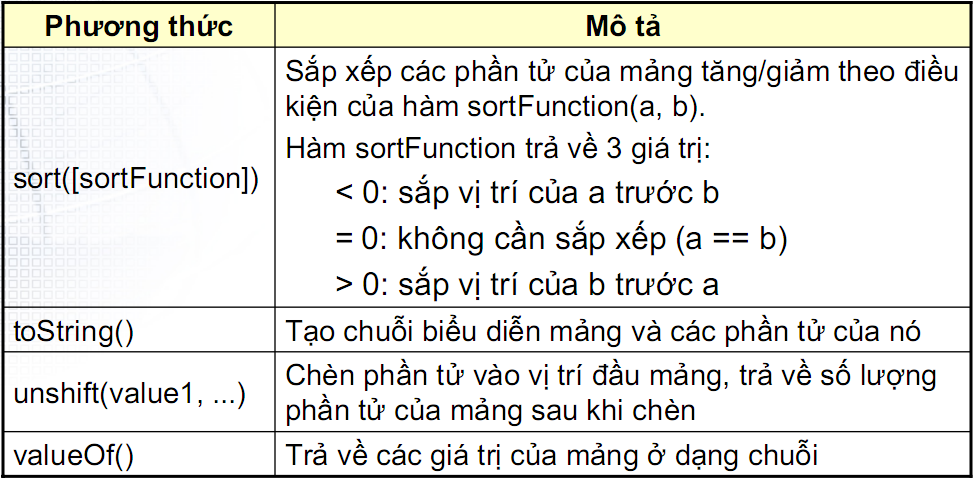 Phương thức
Mô tả
sort([sortFunction])
Sắp xếp các phần tử của mảng tăng/giảm theo điều
kiện của hàm sortFunction(a, b).
Hàm sortFunction trả về 3 giá trị:
< 0: sắp vị trí của a trước b
= 0: không cần sắp xếp (a == b)
> 0: sắp vị trí của b trước a
toString()
Tạo chuỗi biểu diễn mảng và các phần tử của nó
unshift(value1, ...)
Chèn phần tử vào vị trí đầu mảng, trả về số lượng
phần tử của mảng sau khi chèn
valueOf()
Trả về các giá trị của mảng ở dạng chuỗi